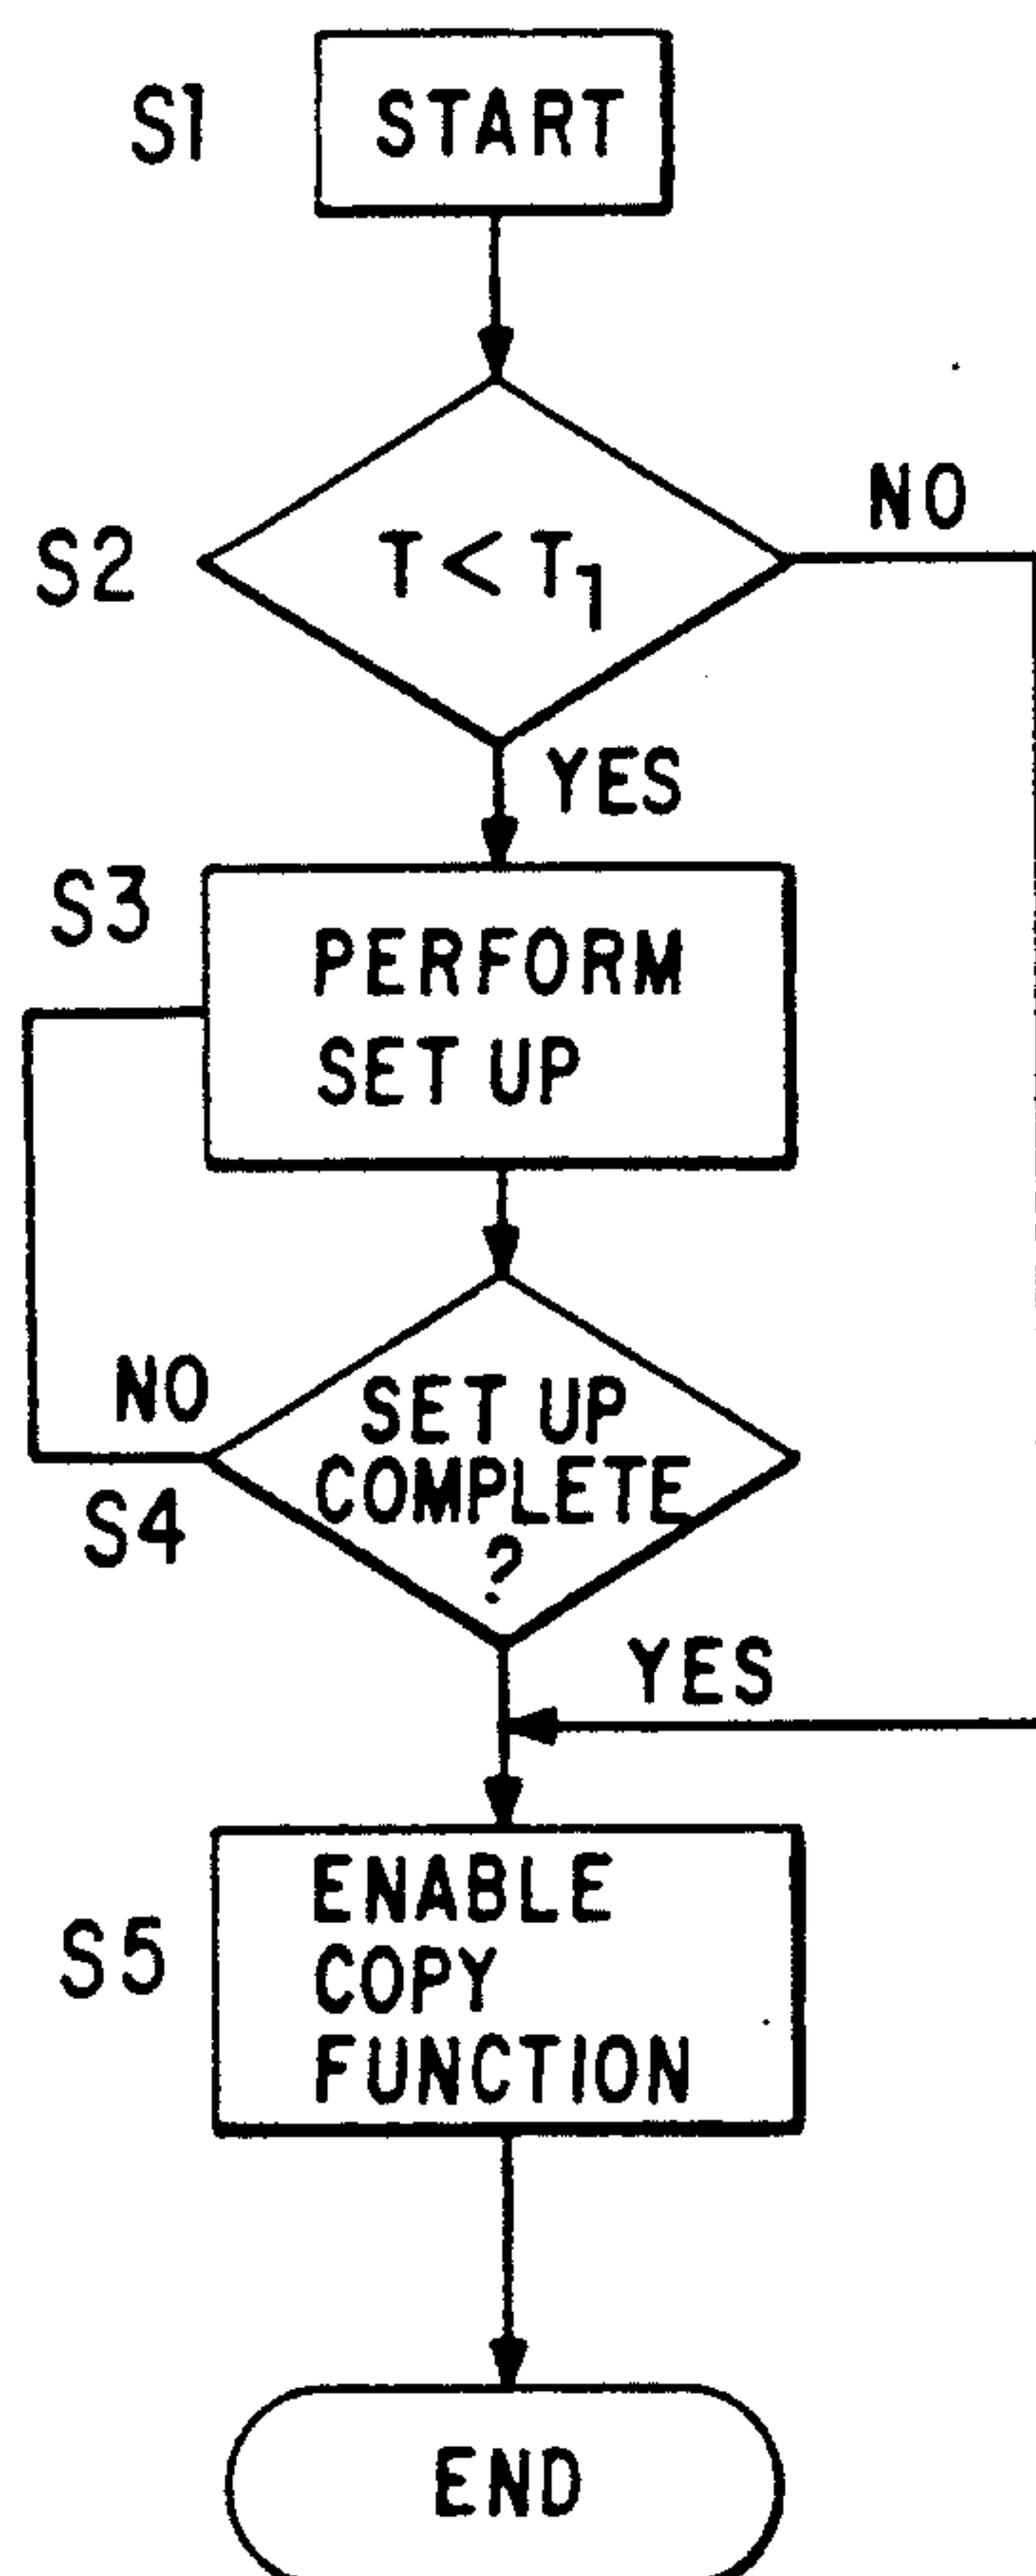 S1
START
S2
T < T1
NO
YES
S3
PERFORM
SET UP
NO
SET UP
COMPLETE
?
S4
YES
S5
ENABLE
COPY
FUNCTION
END